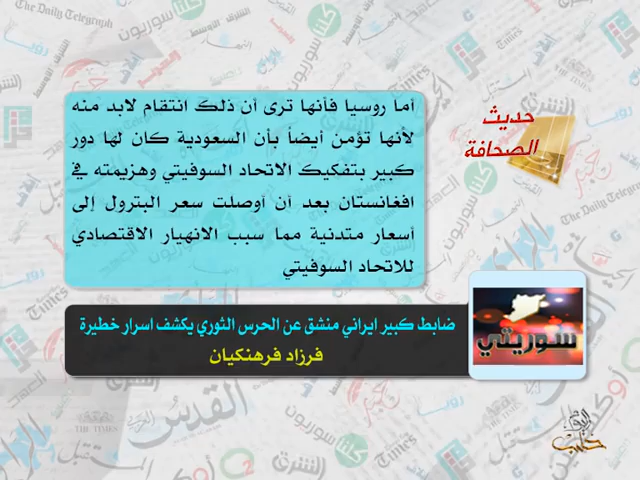 حديث
الصحافة
أما روسيا فأنها ترى أن ذلك انتقام لابد منه
لأنها تؤمن أيضاً بأن السعودية كان لها دور
كبير بتفكيك الاتحاد السوفيتي وهزيمته في
افغانستان بعد أن أوصلت سعر البترول إلى
أسعار متدنية مما سبب الانهيار الاقتصادي
للاتحاد السوفيتي
سوريتي
ضابط كبير ايراني منشق عن الحرس الثوري يكشف اسرار خطيرة
فرزاد فرهنكيان
حلب اليوم